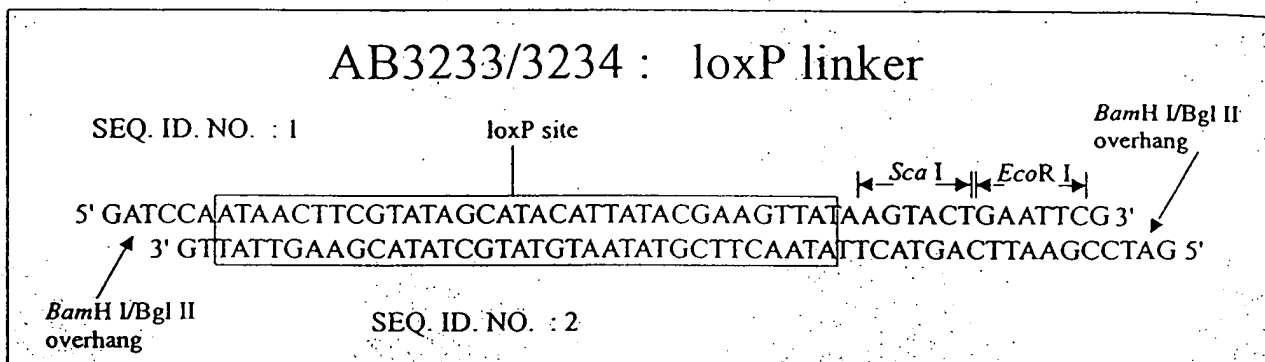 AB3233/3234 : loxP linker
SEQ. ID. NO. : 1
loxP site
BamH I/Bgl II
overhang
Sca I
EcoR I
5' GATCCAATAACTTCGTATAGCATACATTATACGAAGTTATAAGTACTGAATTCG 3'
3' GTTATTGAAGCATATCGTATGTAATATGCTTCAATATTCATGACTTAAGCCTAG 5'
BamH I/Bgl II
overhang
SEQ. ID. NO. : 2